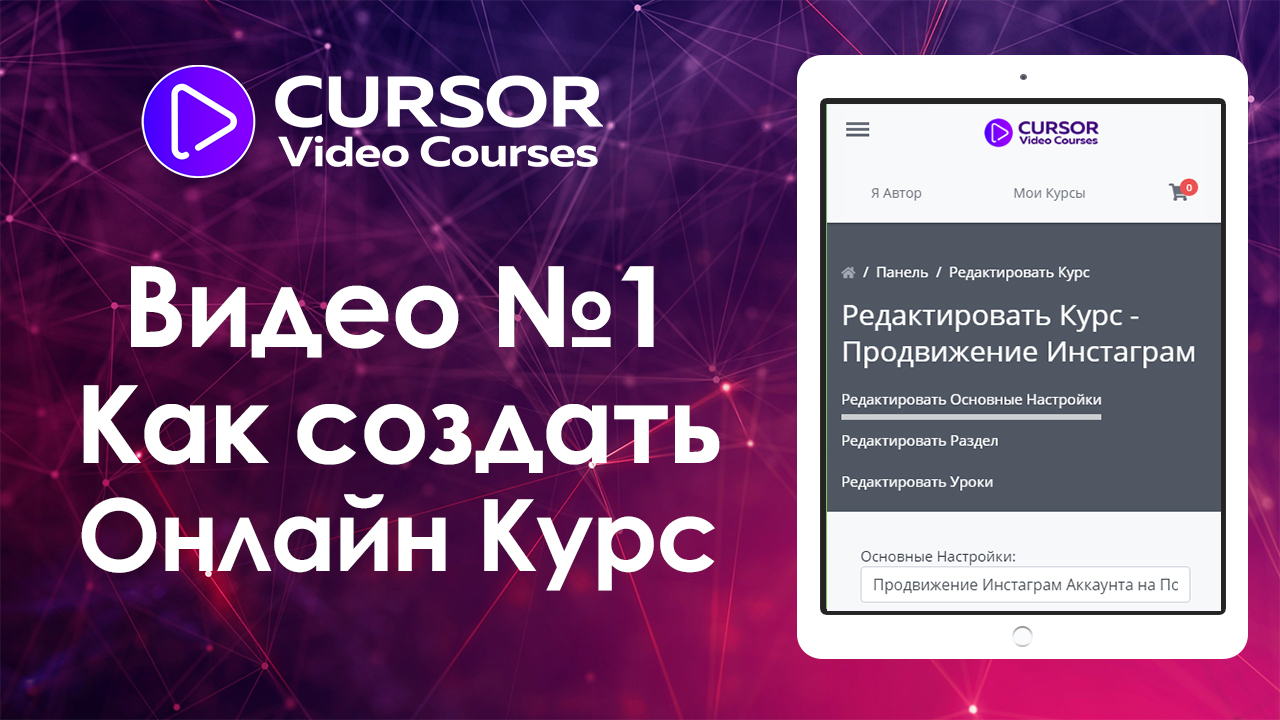 CURSOR
Video Courses
Видео №1
Как создать
Онлайн Курс
CURSOR
Video Courses
Я Автор
Мои Курсы
0
/ Панель / Редактировать Курс
Редактировать Курс -
Продвижение Инстаграм
Редактировать Основные Настройки
Редактировать Раздел
Редактировать Уроки
Основные Настройки:
Продвижение Инстаграм Аккаунта на Пс